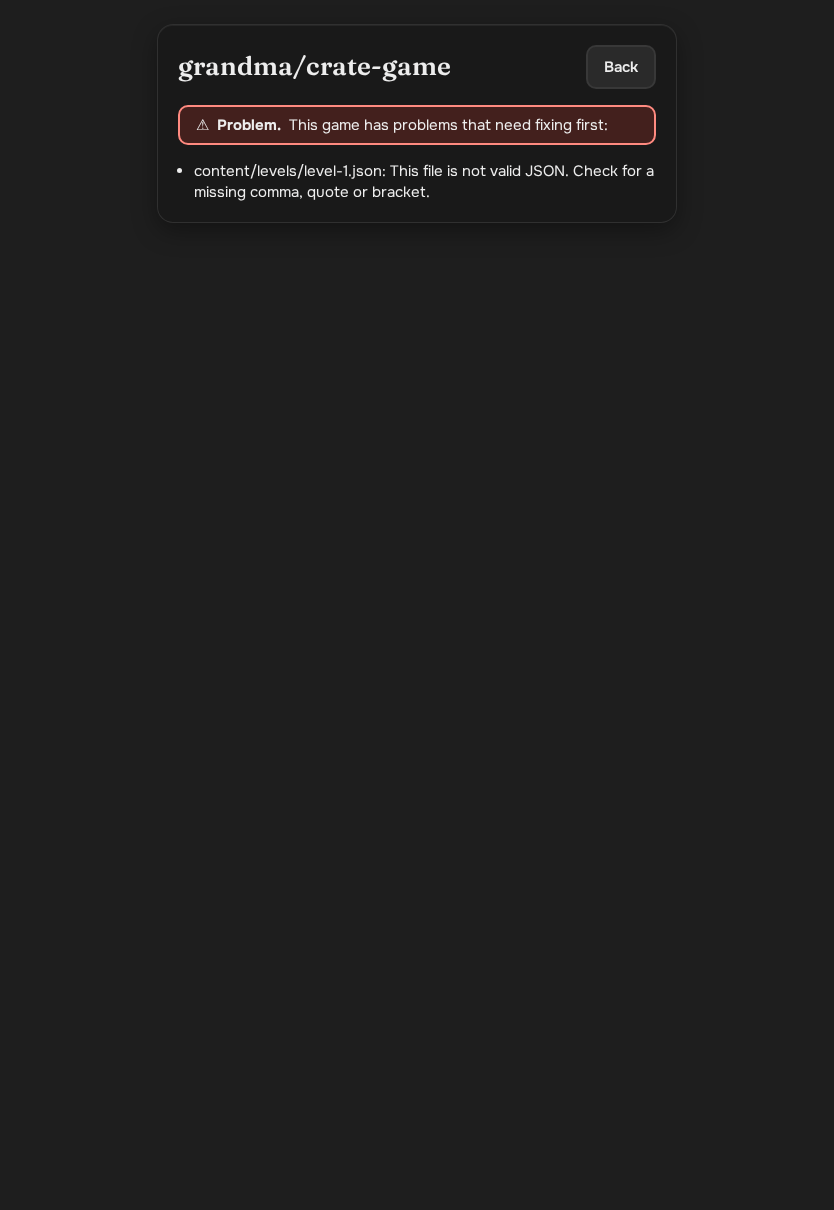 grandma/crate-game
Back
⚠ Problem. This game has problems that need fixing first:
• content/levels/level-1.json: This file is not valid JSON. Check for a
missing comma, quote or bracket.